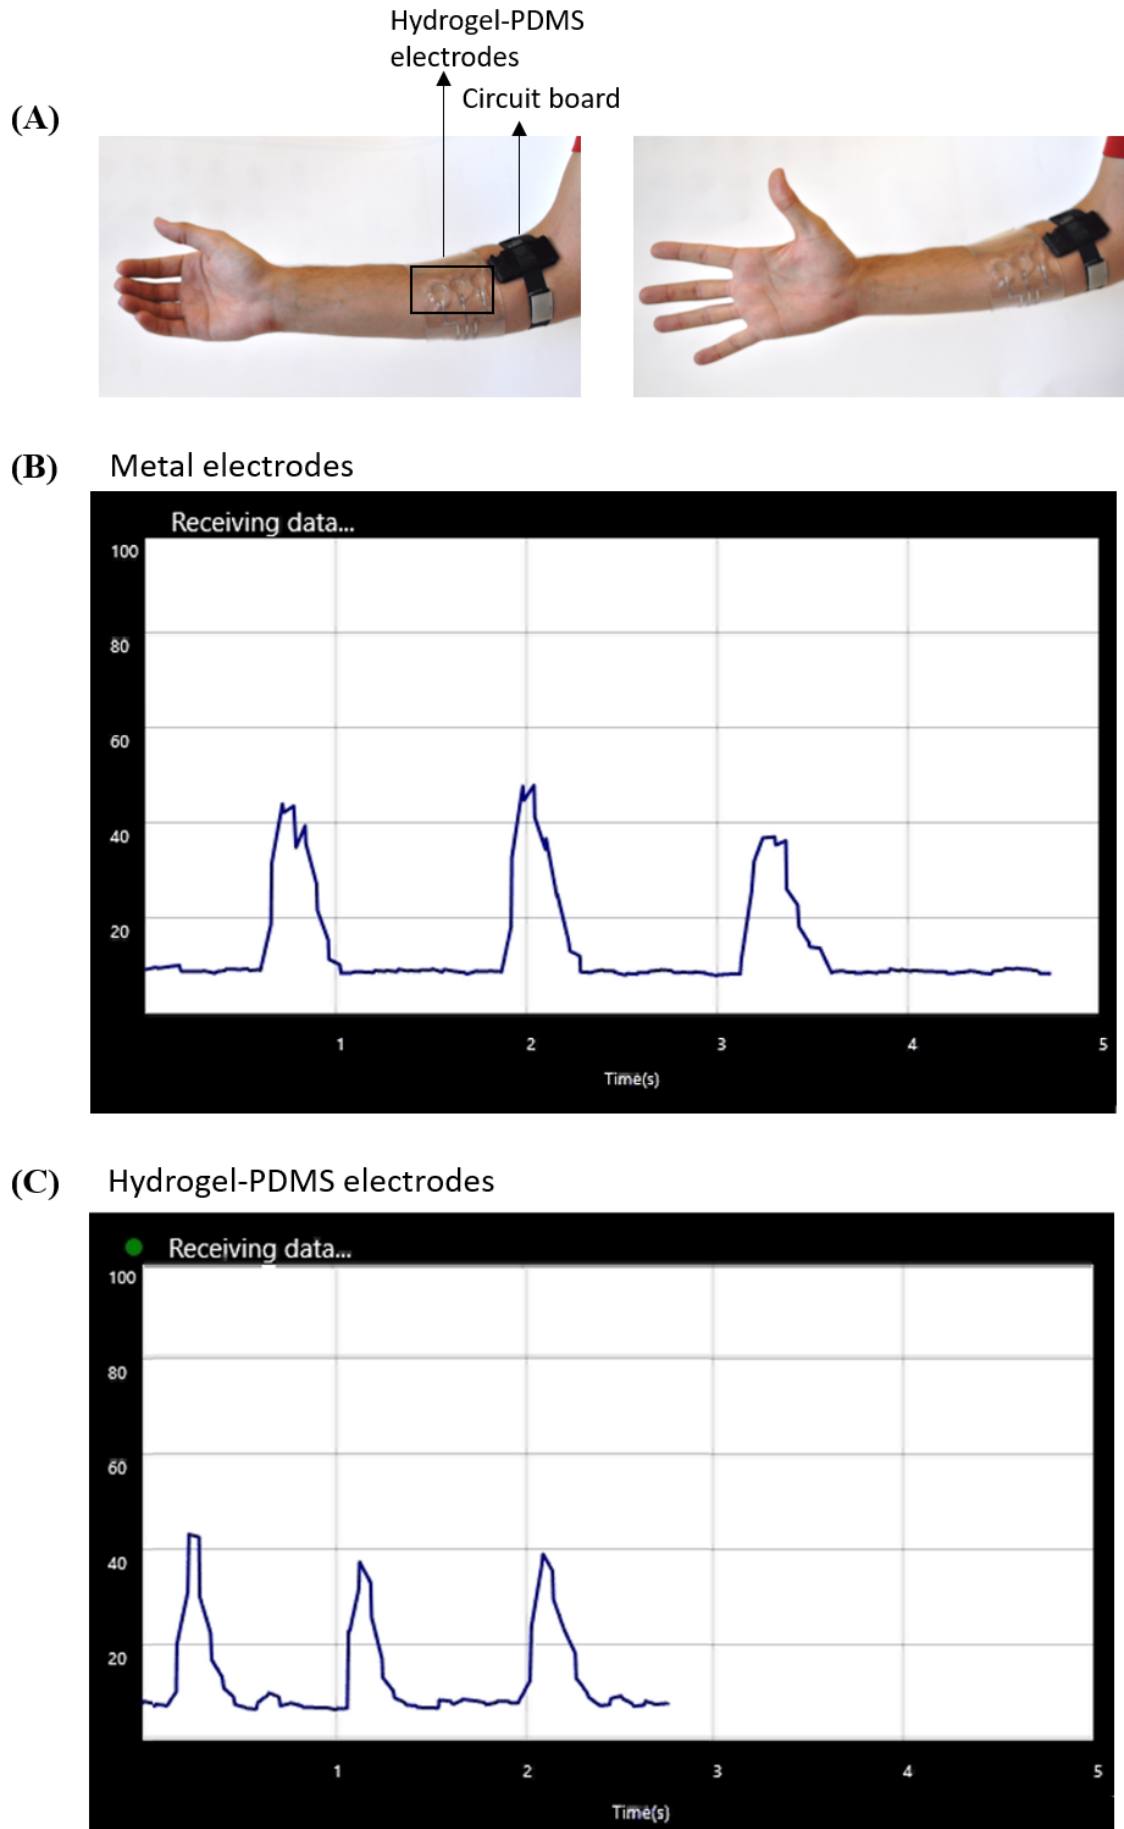 Hydrogel-PDMS
electrodes
Circuit board
(A)
(B) Metal electrodes
Receiving data...
100
80
60
40
20
1 2 3 4 5
Time(s)
(C) Hydrogel-PDMS electrodes
Receiving data...
100
80
60
40
20
1 2 3 4 5
Time(s)